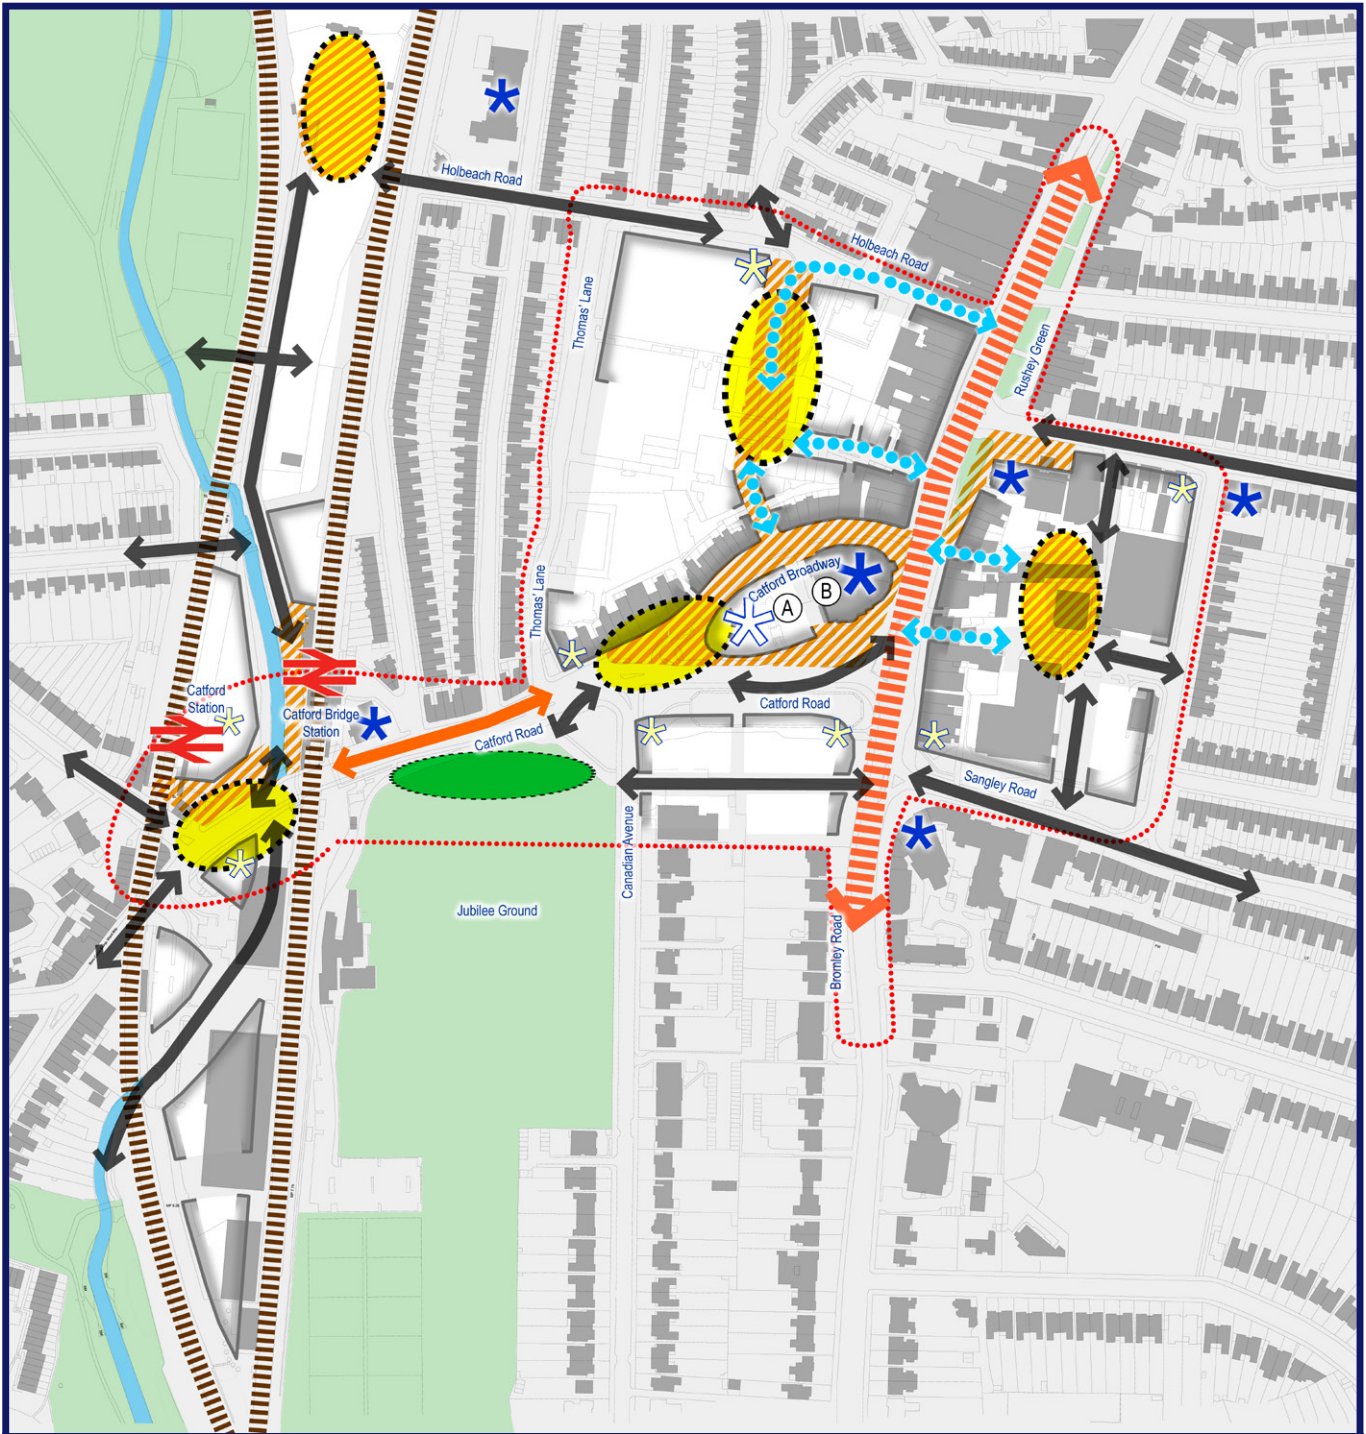 Holbeach Road
Holbeach Road
Thomas' Lane
Rushey Green
Catford Broadway
B
A
Thomas' Lane
Catford
Station
Catford Bridge
Station
Catford Road
Catford Road
Sangley Road
Canadian Avenue
Jubilee Ground
Bromley Road